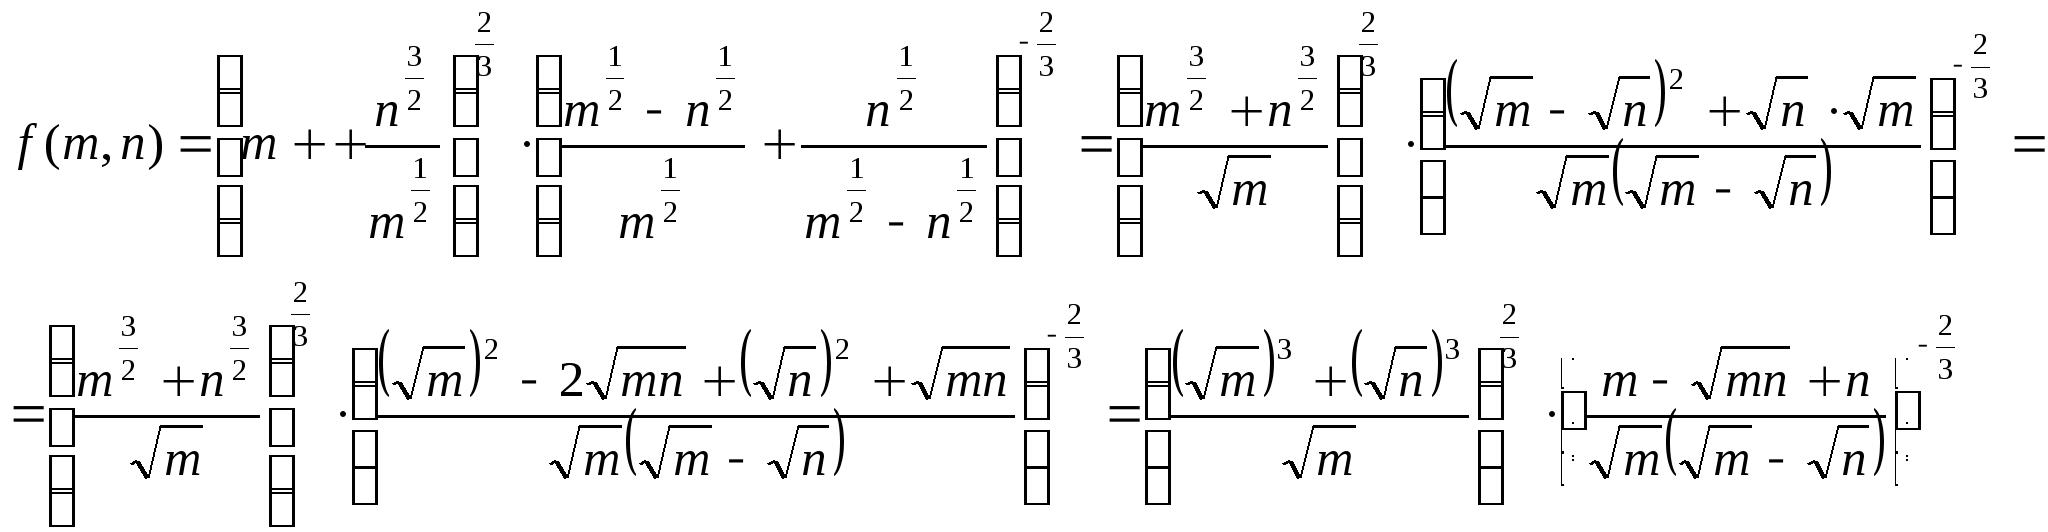 f(m,n) = (m + + n^{3/2}/m^{1/2})^{2/3} · ((m^{1/2} - n^{1/2})/m^{1/2} + n^{1/2}/(m^{1/2} - n^{1/2}))^{-2/3} = ((m^{3/2} + n^{3/2})/√m)^{2/3} · (((√m - √n)^2 + √n · √m)/(√m(√m - √n)))^{-2/3} =
= ((m^{3/2} + n^{3/2})/√m)^{2/3} · (((√m)^2 - 2√mn + (√n)^2 + √mn)/(√m(√m - √n)))^{-2/3} = (((√m)^3 + (√n)^3)/√m)^{2/3} · ((m - √mn + n)/(√m(√m - √n)))^{-2/3}